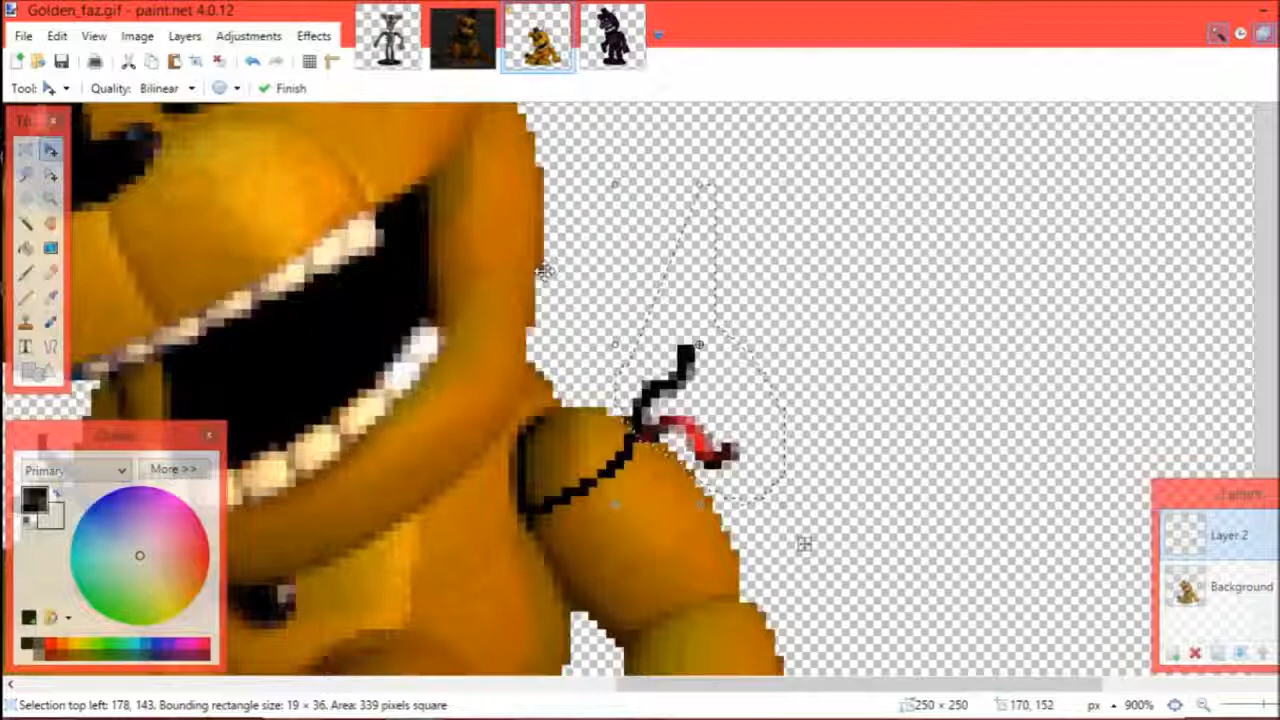 Golden_faz.gif - paint.net 4.0.12
File Edit View Image Layers Adjustments Effects
Tool: Quality: Bilinear Finish
Primary More >>
Layer 2
Background
Selection top left: 178, 143. Bounding rectangle size: 19 × 36. Area: 339 pixels square 250 × 250 170, 152 px 900%